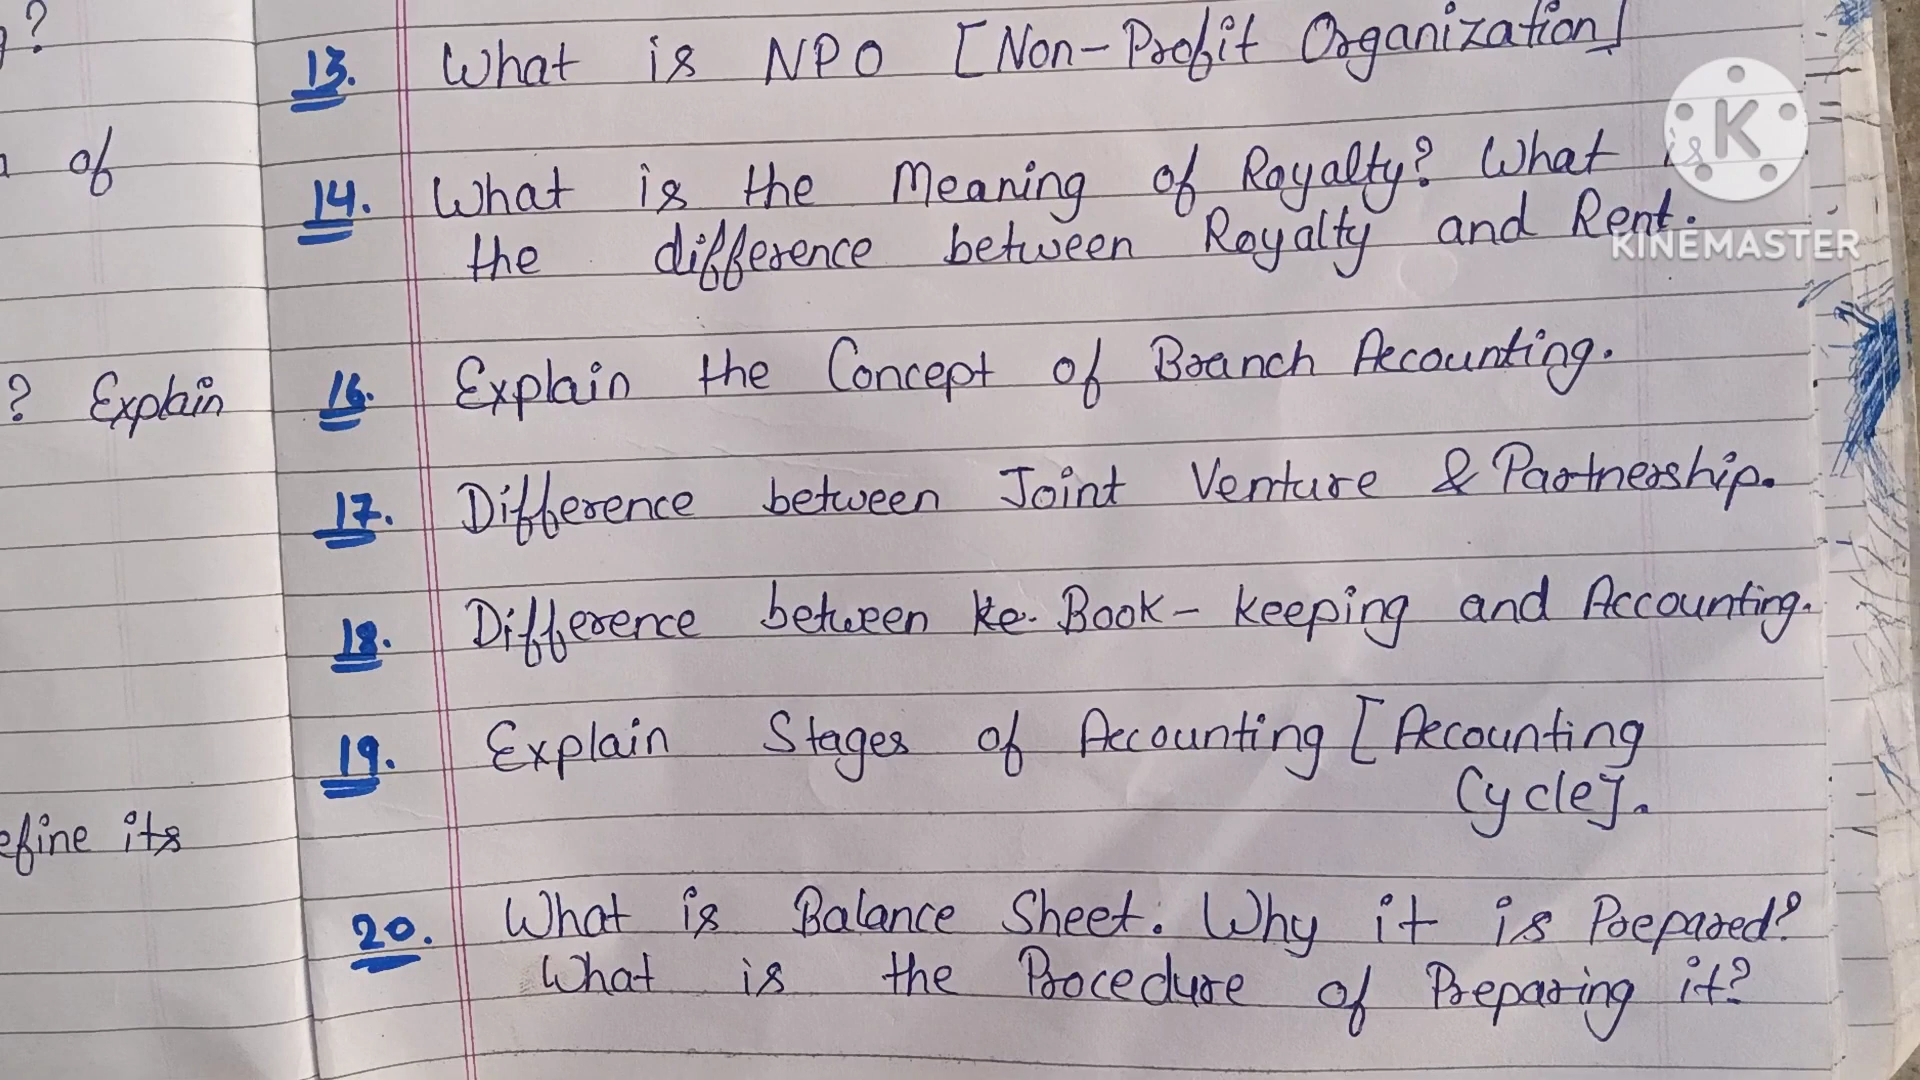 ?
of
? Explain
efine its
13. What is NPO [Non-Profit Organization]
14. What is the Meaning of Royalty? What is
the difference between Royalty and Rent.
16. Explain the Concept of Branch Accounting.
17. Difference between Joint Venture & Partnership.
18. Difference between ke. Book-keeping and Accounting.
19. Explain Stages of Accounting [Accounting
Cycle].
20. What is Balance Sheet. Why it is Prepared?
What is the Procedure of Preparing it?
K
KINEMASTER